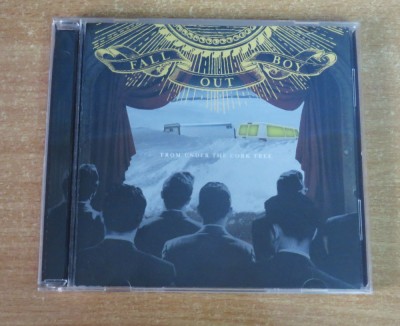 FALL OUT BOY
FROM UNDER THE CORK TREE